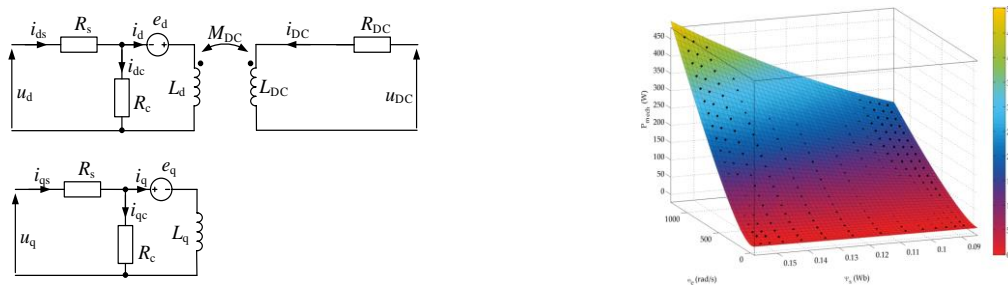 i_ds R_s i_d e_d M_DC i_DC R_DC
i_dc
u_d R_c L_d L_DC u_DC
i_qs R_s i_q e_q
i_qc
u_q R_c L_q
450
400
350
300
250
200
150
100
50
0
P_mech (W)
1000
500
0
(rad/s)
0.15 0.14 0.13 0.12 0.11 0.1 0.09
Ψ_s (Wb)